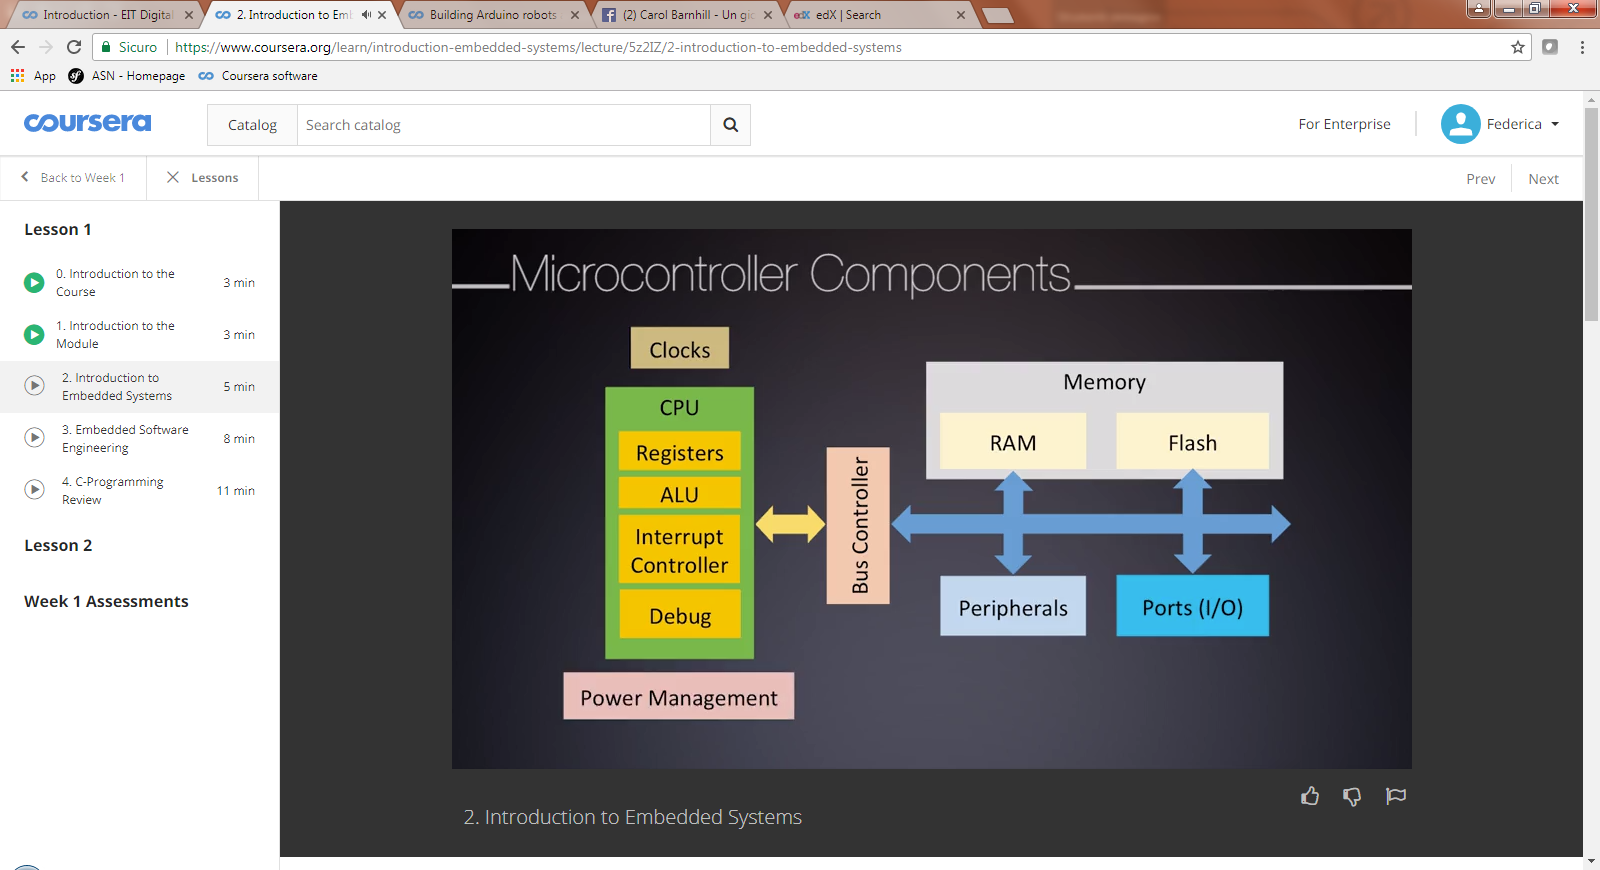 Introduction - EIT Digital
2. Introduction to Emb
Building Arduino robots
(2) Carol Barnhill - Un gio
edX | Search
Sicuro
https://www.coursera.org/learn/introduction-embedded-systems/lecture/5z2IZ/2-introduction-to-embedded-systems
App
ASN - Homepage
Coursera software
coursera
Catalog
Search catalog
For Enterprise
Federica
Back to Week 1
Lessons
Prev
Next
Lesson 1
0. Introduction to the
Course
3 min
1. Introduction to the
Module
3 min
2. Introduction to
Embedded Systems
5 min
3. Embedded Software
Engineering
8 min
4. C-Programming
Review
11 min
Lesson 2
Week 1 Assessments
Microcontroller Components
Clocks
CPU
Registers
ALU
Interrupt
Controller
Debug
Power Management
Bus Controller
Memory
RAM
Flash
Peripherals
Ports (I/O)
2. Introduction to Embedded Systems